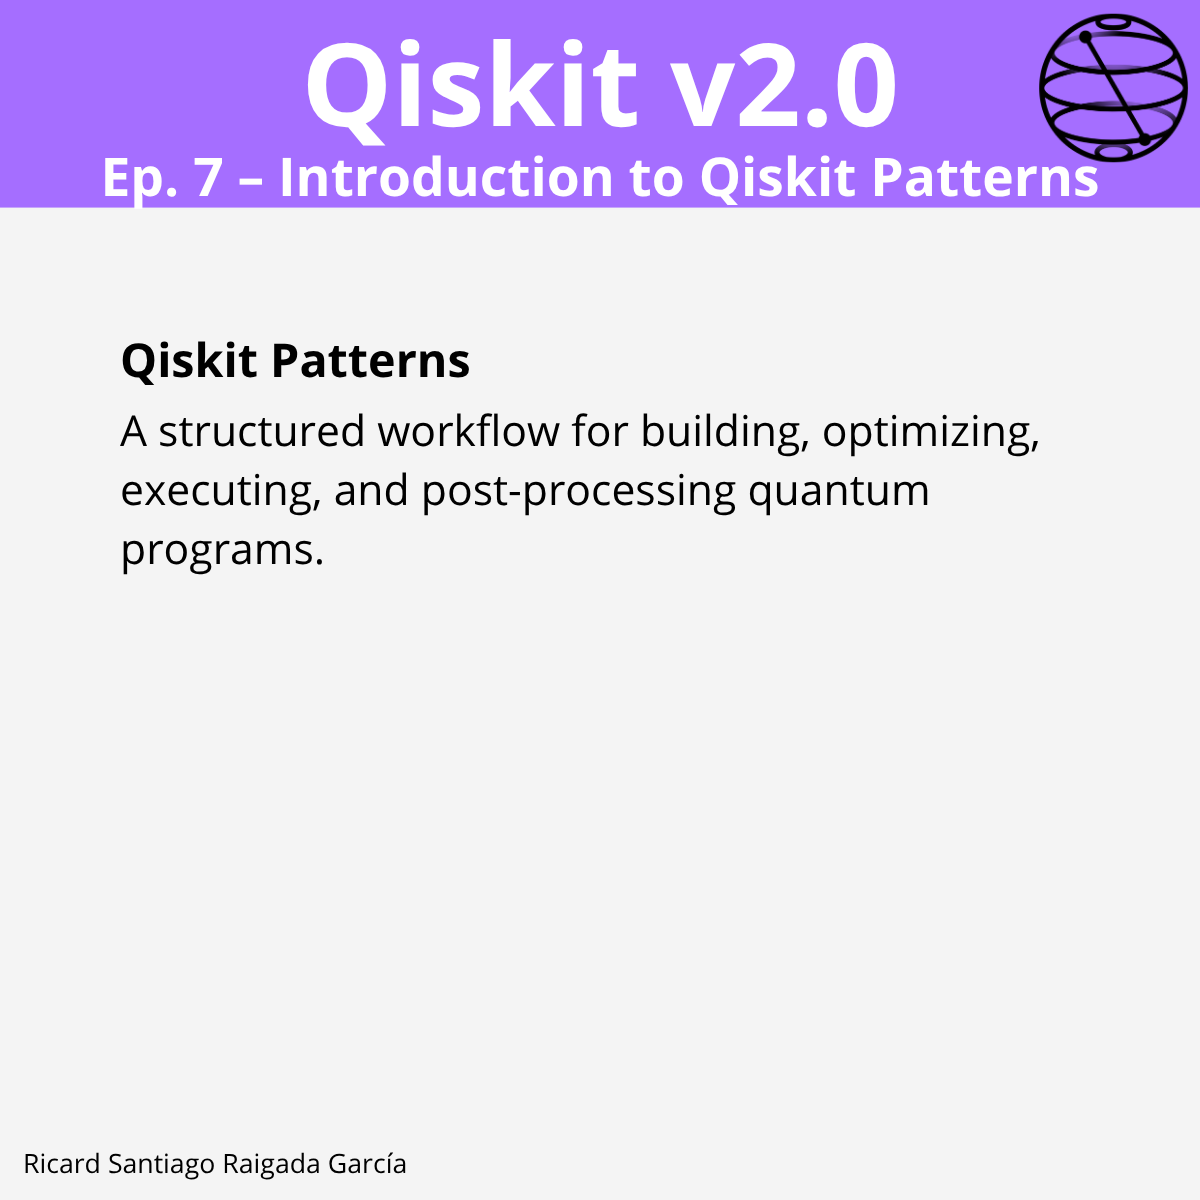 Qiskit v2.0
Ep. 7 – Introduction to Qiskit Patterns
Qiskit Patterns
A structured workflow for building, optimizing,
executing, and post-processing quantum
programs.
Ricard Santiago Raigada García